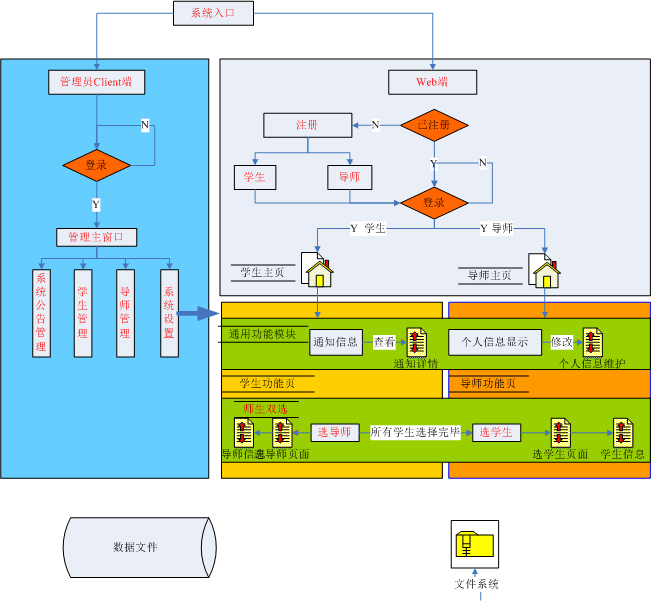 系统入口
管理员Client端
Web端
N
注册
N
已注册
登录
学生
导师
Y
N
Y
登录
管理主窗口
Y 学生
Y 导师
学生主页
导师主页
系统公告管理
学生管理
导师管理
系统设置
通用功能模块
通知信息
查看
通知详情
个人信息显示
修改
个人信息维护
学生功能页
导师功能页
师生双选
选导师
所有学生选择完毕
选学生
导师信息
选导师页面
选学生页面
学生信息
数据文件
文件系统